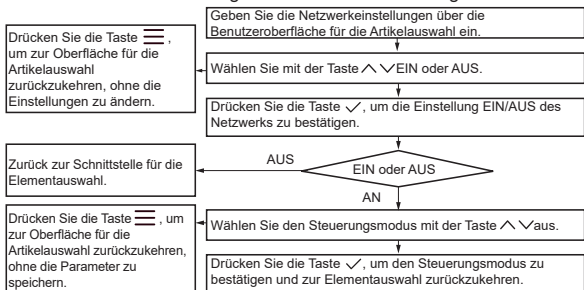 Geben Sie die Netzwerkeinstellungen über die
Benutzeroberfläche für die Artikelauswahl ein.
Drücken Sie die Taste ☰ ,
um zur Oberfläche für die
Artikelauswahl
zurückzukehren, ohne die
Einstellungen zu ändern.
Wählen Sie mit der Taste ∧ ∨ EIN oder AUS.
Drücken Sie die Taste ✓, um die Einstellung EIN/AUS des
Netzwerks zu bestätigen.
Zurück zur Schnittstelle für die
Elementauswahl.
AUS
EIN oder AUS
AN
Drücken Sie die Taste ☰ , um
zur Oberfläche für die
Artikelauswahl zurückzukehren,
ohne die Parameter zu
speichern.
Wählen Sie den Steuerungsmodus mit der Taste ∧ ∨aus.
Drücken Sie die Taste ✓, um den Steuerungsmodus zu
bestätigen und zur Elementauswahl zurückzukehren.